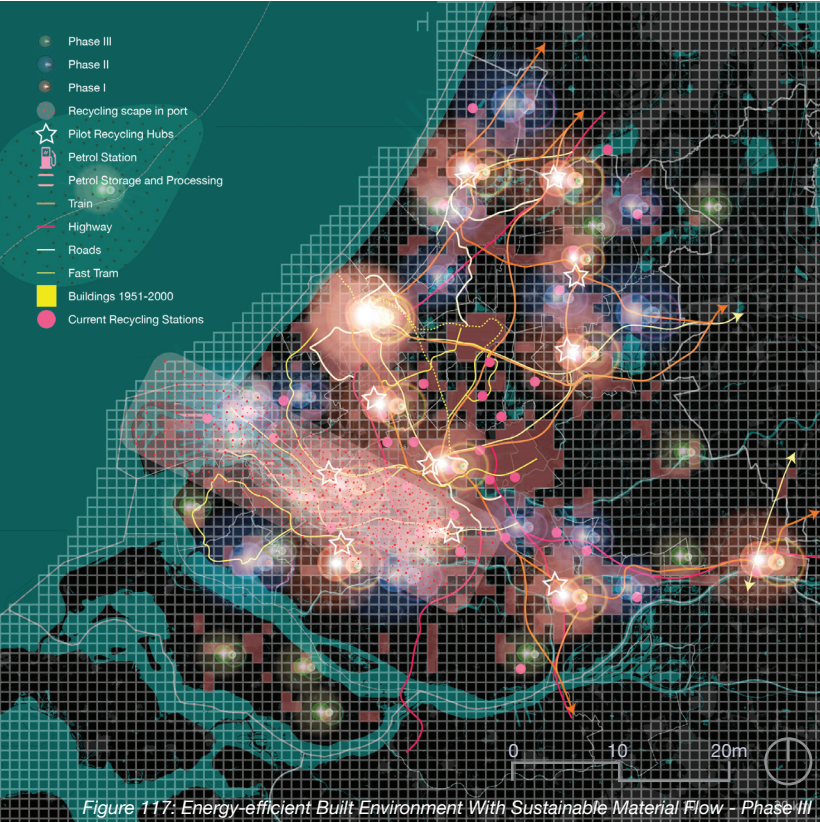 Phase III
Phase II
Phase I
Recycling scape in port
Pilot Recycling Hubs
Petrol Station
Petrol Storage and Processing
Train
Highway
Roads
Fast Tram
Buildings 1951-2000
Current Recycling Stations
0 10 20m
Figure 117: Energy-efficient Built Environment With Sustainable Material Flow - Phase III